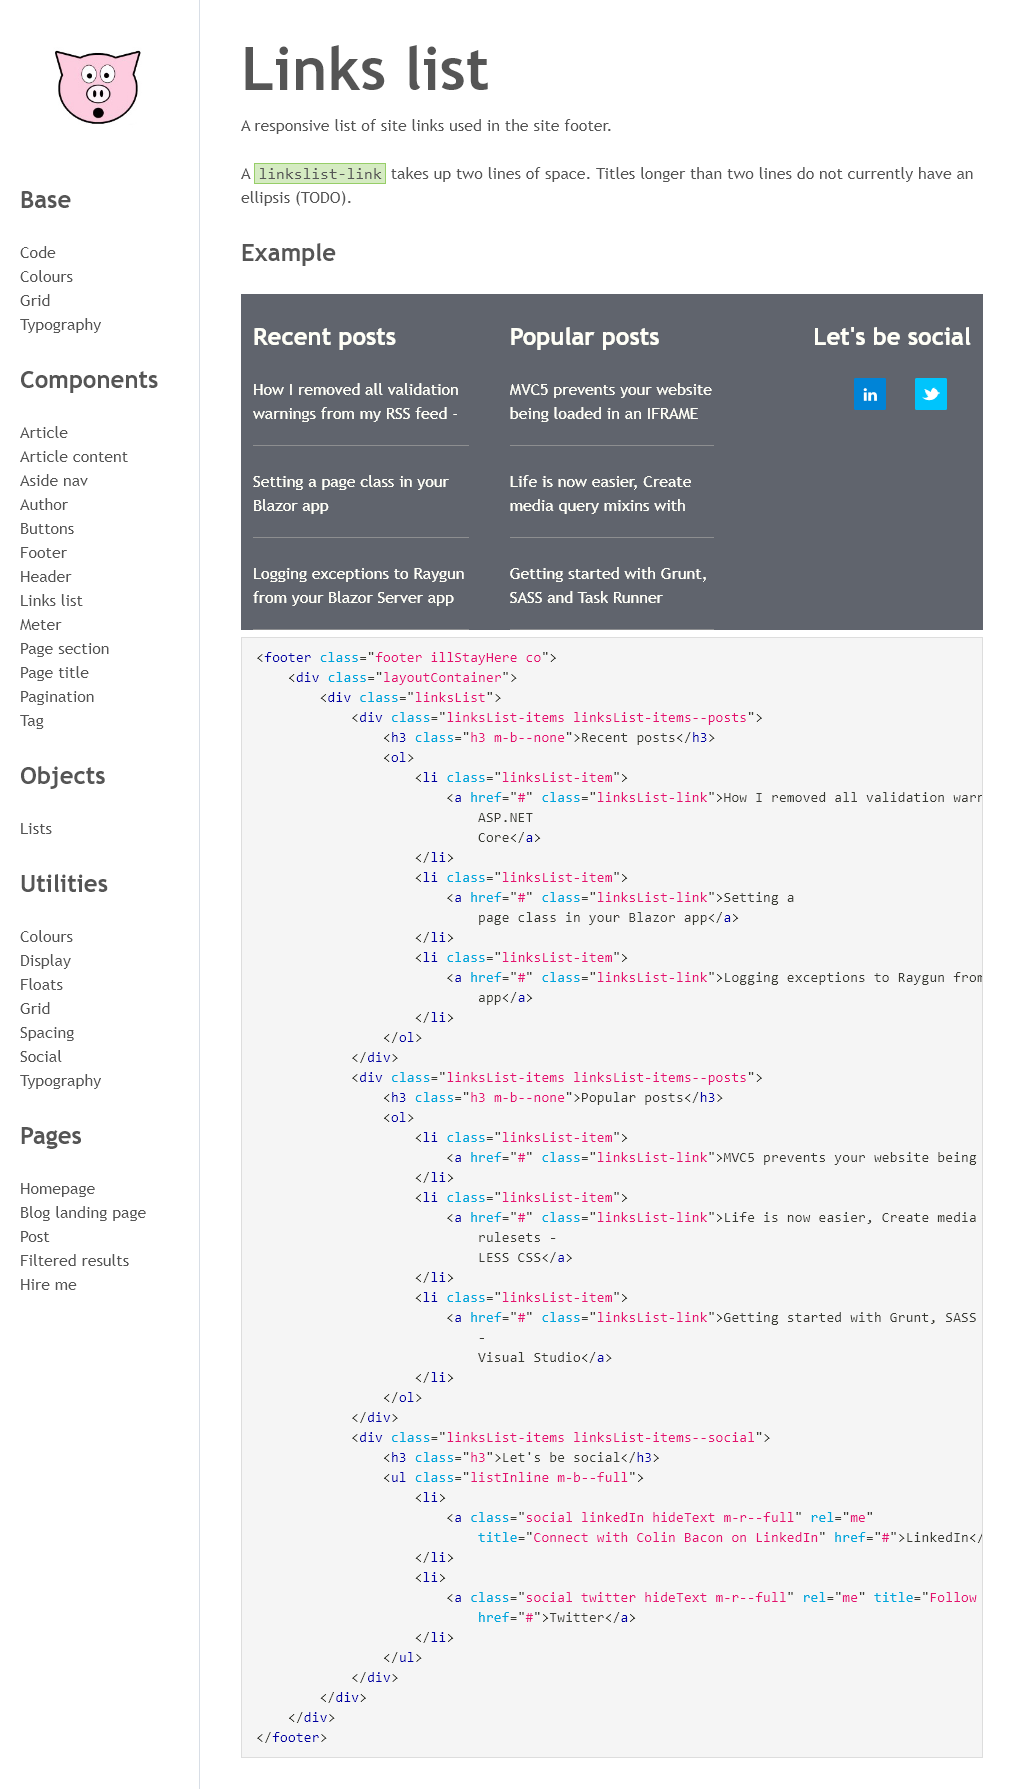 Base
Code
Colours
Grid
Typography
Components
Article
Article content
Aside nav
Author
Buttons
Footer
Header
Links list
Meter
Page section
Page title
Pagination
Tag
Objects
Lists
Utilities
Colours
Display
Floats
Grid
Spacing
Social
Typography
Pages
Homepage
Blog landing page
Post
Filtered results
Hire me
Links list
A responsive list of site links used in the site footer.
A linkslist-link takes up two lines of space. Titles longer than two lines do not currently have an
ellipsis (TODO).
Example
Recent posts
How I removed all validation
warnings from my RSS feed -
Setting a page class in your
Blazor app
Logging exceptions to Raygun
from your Blazor Server app
Popular posts
MVC5 prevents your website
being loaded in an IFRAME
Life is now easier, Create
media query mixins with
Getting started with Grunt,
SASS and Task Runner
Let's be social
in
<footer class="footer illStayHere co">
    <div class="layoutContainer">
        <div class="linksList">
            <div class="linksList-items linksList-items--posts">
                <h3 class="h3 m-b--none">Recent posts</h3>
                <ol>
                    <li class="linksList-item">
                        <a href="#" class="linksList-link">How I removed all validation warn
                            ASP.NET
                            Core</a>
                    </li>
                    <li class="linksList-item">
                        <a href="#" class="linksList-link">Setting a
                            page class in your Blazor app</a>
                    </li>
                    <li class="linksList-item">
                        <a href="#" class="linksList-link">Logging exceptions to Raygun from
                            app</a>
                    </li>
                </ol>
            </div>
            <div class="linksList-items linksList-items--posts">
                <h3 class="h3 m-b--none">Popular posts</h3>
                <ol>
                    <li class="linksList-item">
                        <a href="#" class="linksList-link">MVC5 prevents your website being
                    </li>
                    <li class="linksList-item">
                        <a href="#" class="linksList-link">Life is now easier, Create media
                            rulesets -
                            LESS CSS</a>
                    </li>
                    <li class="linksList-item">
                        <a href="#" class="linksList-link">Getting started with Grunt, SASS
                            -
                            Visual Studio</a>
                    </li>
                </ol>
            </div>
            <div class="linksList-items linksList-items--social">
                <h3 class="h3">Let's be social</h3>
                <ul class="listInline m-b--full">
                    <li>
                        <a class="social linkedIn hideText m-r--full" rel="me"
                            title="Connect with Colin Bacon on LinkedIn" href="#">LinkedIn</
                    </li>
                    <li>
                        <a class="social twitter hideText m-r--full" rel="me" title="Follow
                            href="#">Twitter</a>
                    </li>
                </ul>
            </div>
        </div>
    </div>
</footer>